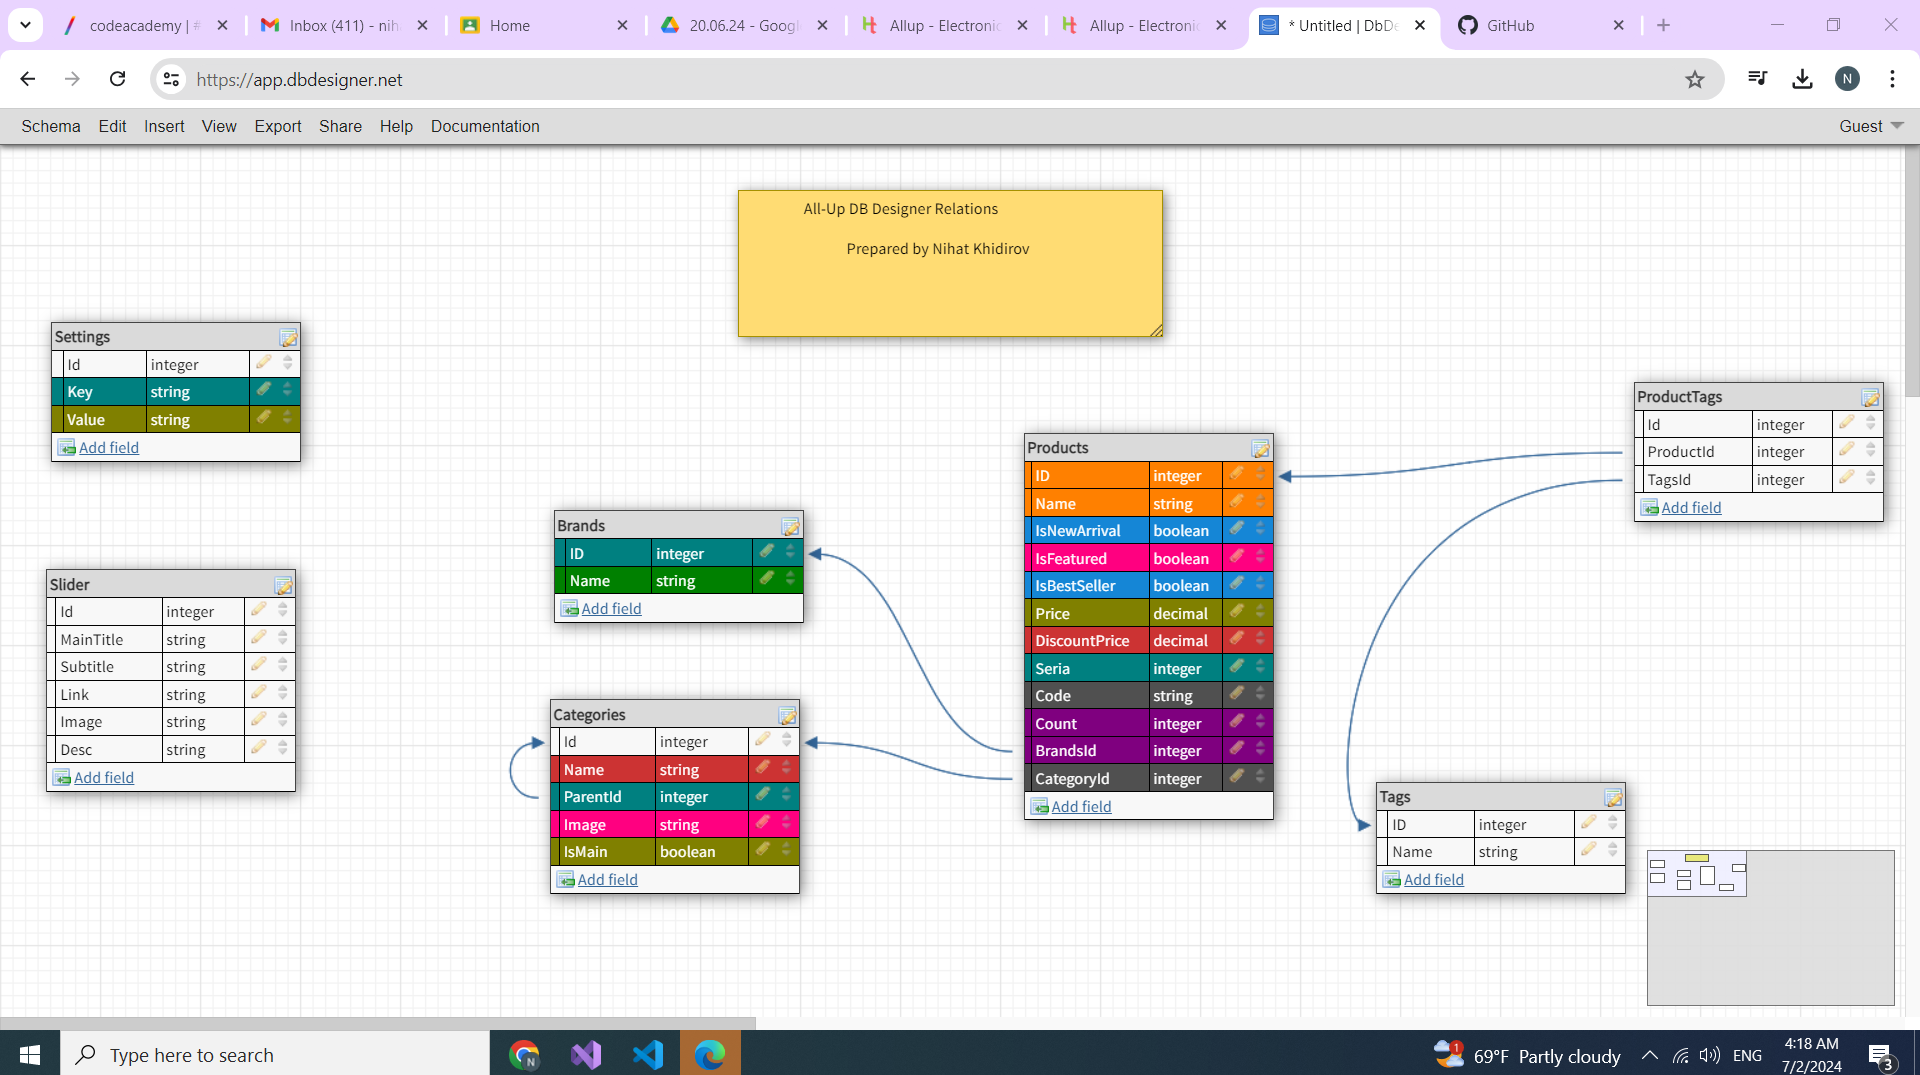 codeacademy | #
Inbox (411) - niha
Home
20.06.24 - Google
Allup - Electronic
Allup - Electronic
* Untitled | DbDe
GitHub
https://app.dbdesigner.net
N
Schema Edit Insert View Export Share Help Documentation
Guest
All-Up DB Designer Relations
Prepared by Nihat Khidirov
Settings
Id integer
Key string
Value string
Add field
Slider
Id integer
MainTitle string
Subtitle string
Link string
Image string
Desc string
Add field
Brands
ID integer
Name string
Add field
Categories
Id integer
Name string
ParentId integer
Image string
IsMain boolean
Add field
Products
ID integer
Name string
IsNewArrival boolean
IsFeatured boolean
IsBestSeller boolean
Price decimal
DiscountPrice decimal
Seria integer
Code string
Count integer
BrandsId integer
CategoryId integer
Add field
ProductTags
Id integer
ProductId integer
TagsId integer
Add field
Tags
ID integer
Name string
Add field
Type here to search
N
1
69°F Partly cloudy
ENG
4:18 AM
7/2/2024
3